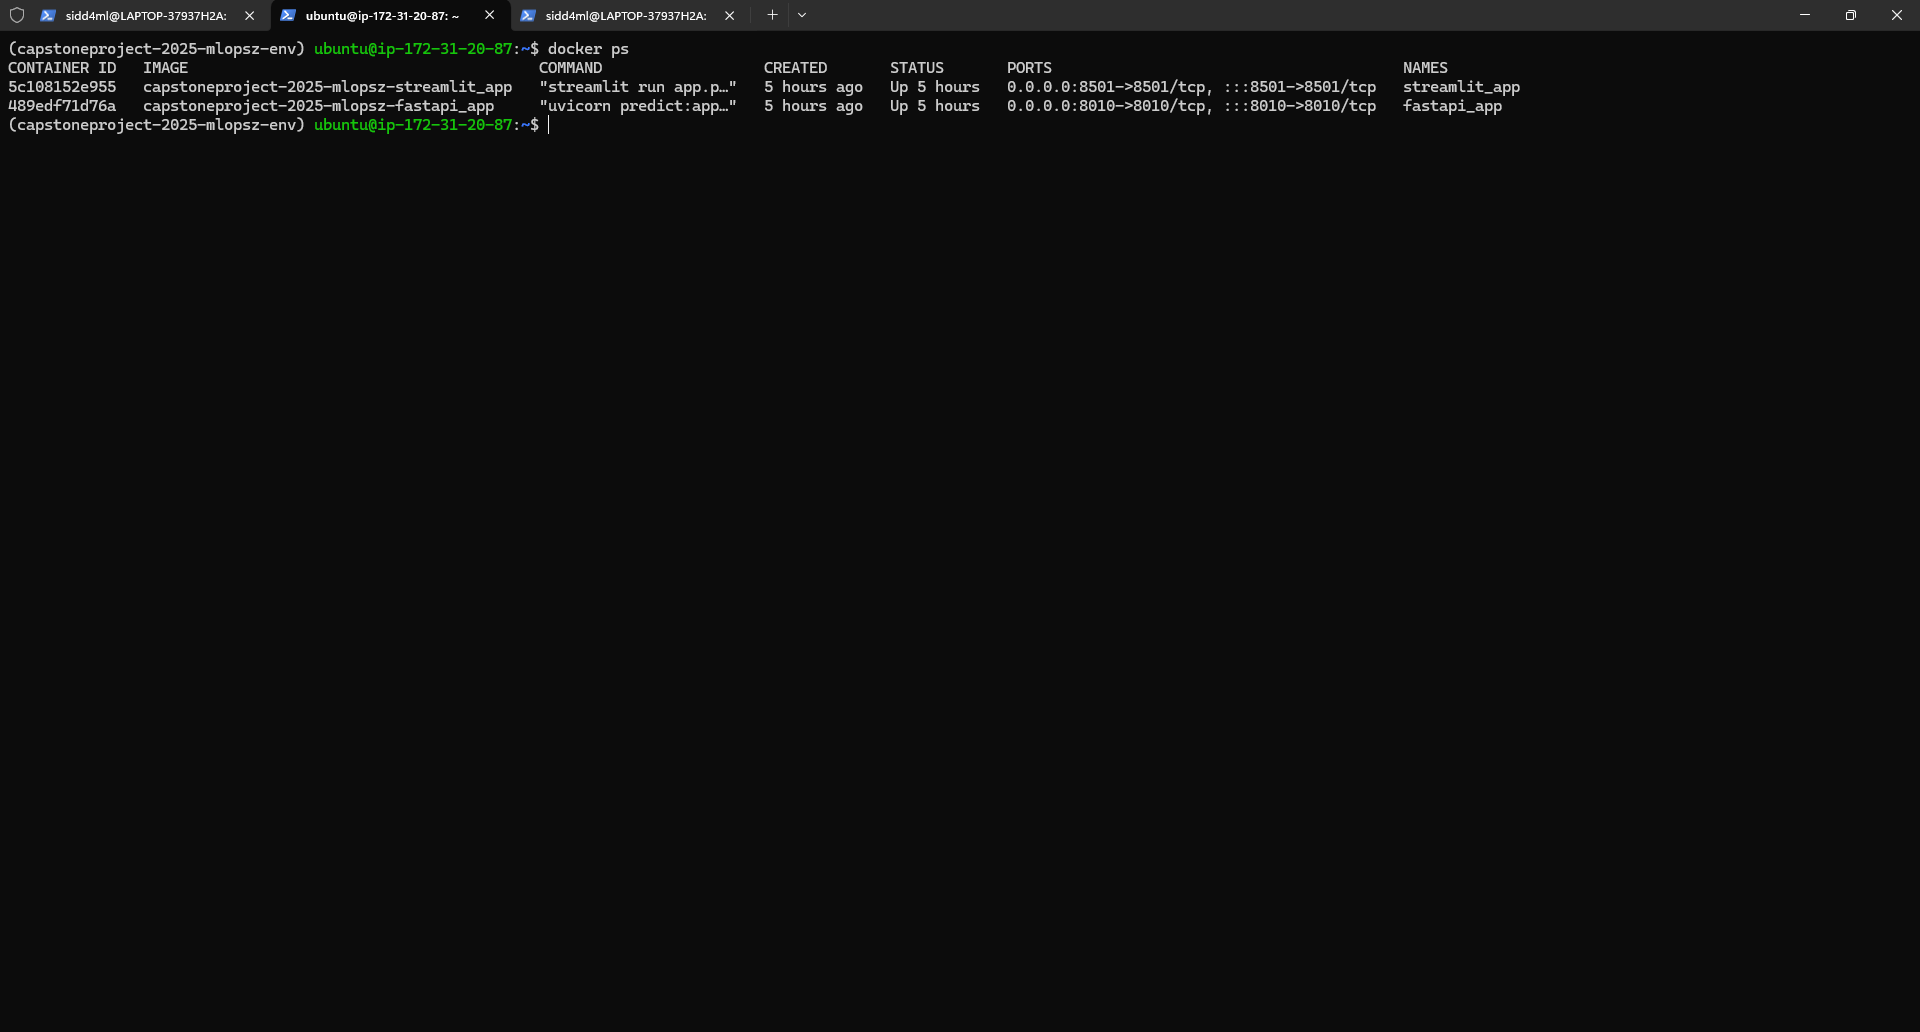 sidd4ml@LAPTOP-37937H2A: ubuntu@ip-172-31-20-87: ~ sidd4ml@LAPTOP-37937H2A:
(capstoneproject-2025-mlopsz-env) ubuntu@ip-172-31-20-87:~$ docker ps
CONTAINER ID IMAGE COMMAND CREATED STATUS PORTS NAMES
5c108152e955 capstoneproject-2025-mlopsz-streamlit_app "streamlit run app.p…" 5 hours ago Up 5 hours 0.0.0.0:8501->8501/tcp, :::8501->8501/tcp streamlit_app
489edf71d76a capstoneproject-2025-mlopsz-fastapi_app "uvicorn predict:app…" 5 hours ago Up 5 hours 0.0.0.0:8010->8010/tcp, :::8010->8010/tcp fastapi_app
(capstoneproject-2025-mlopsz-env) ubuntu@ip-172-31-20-87:~$